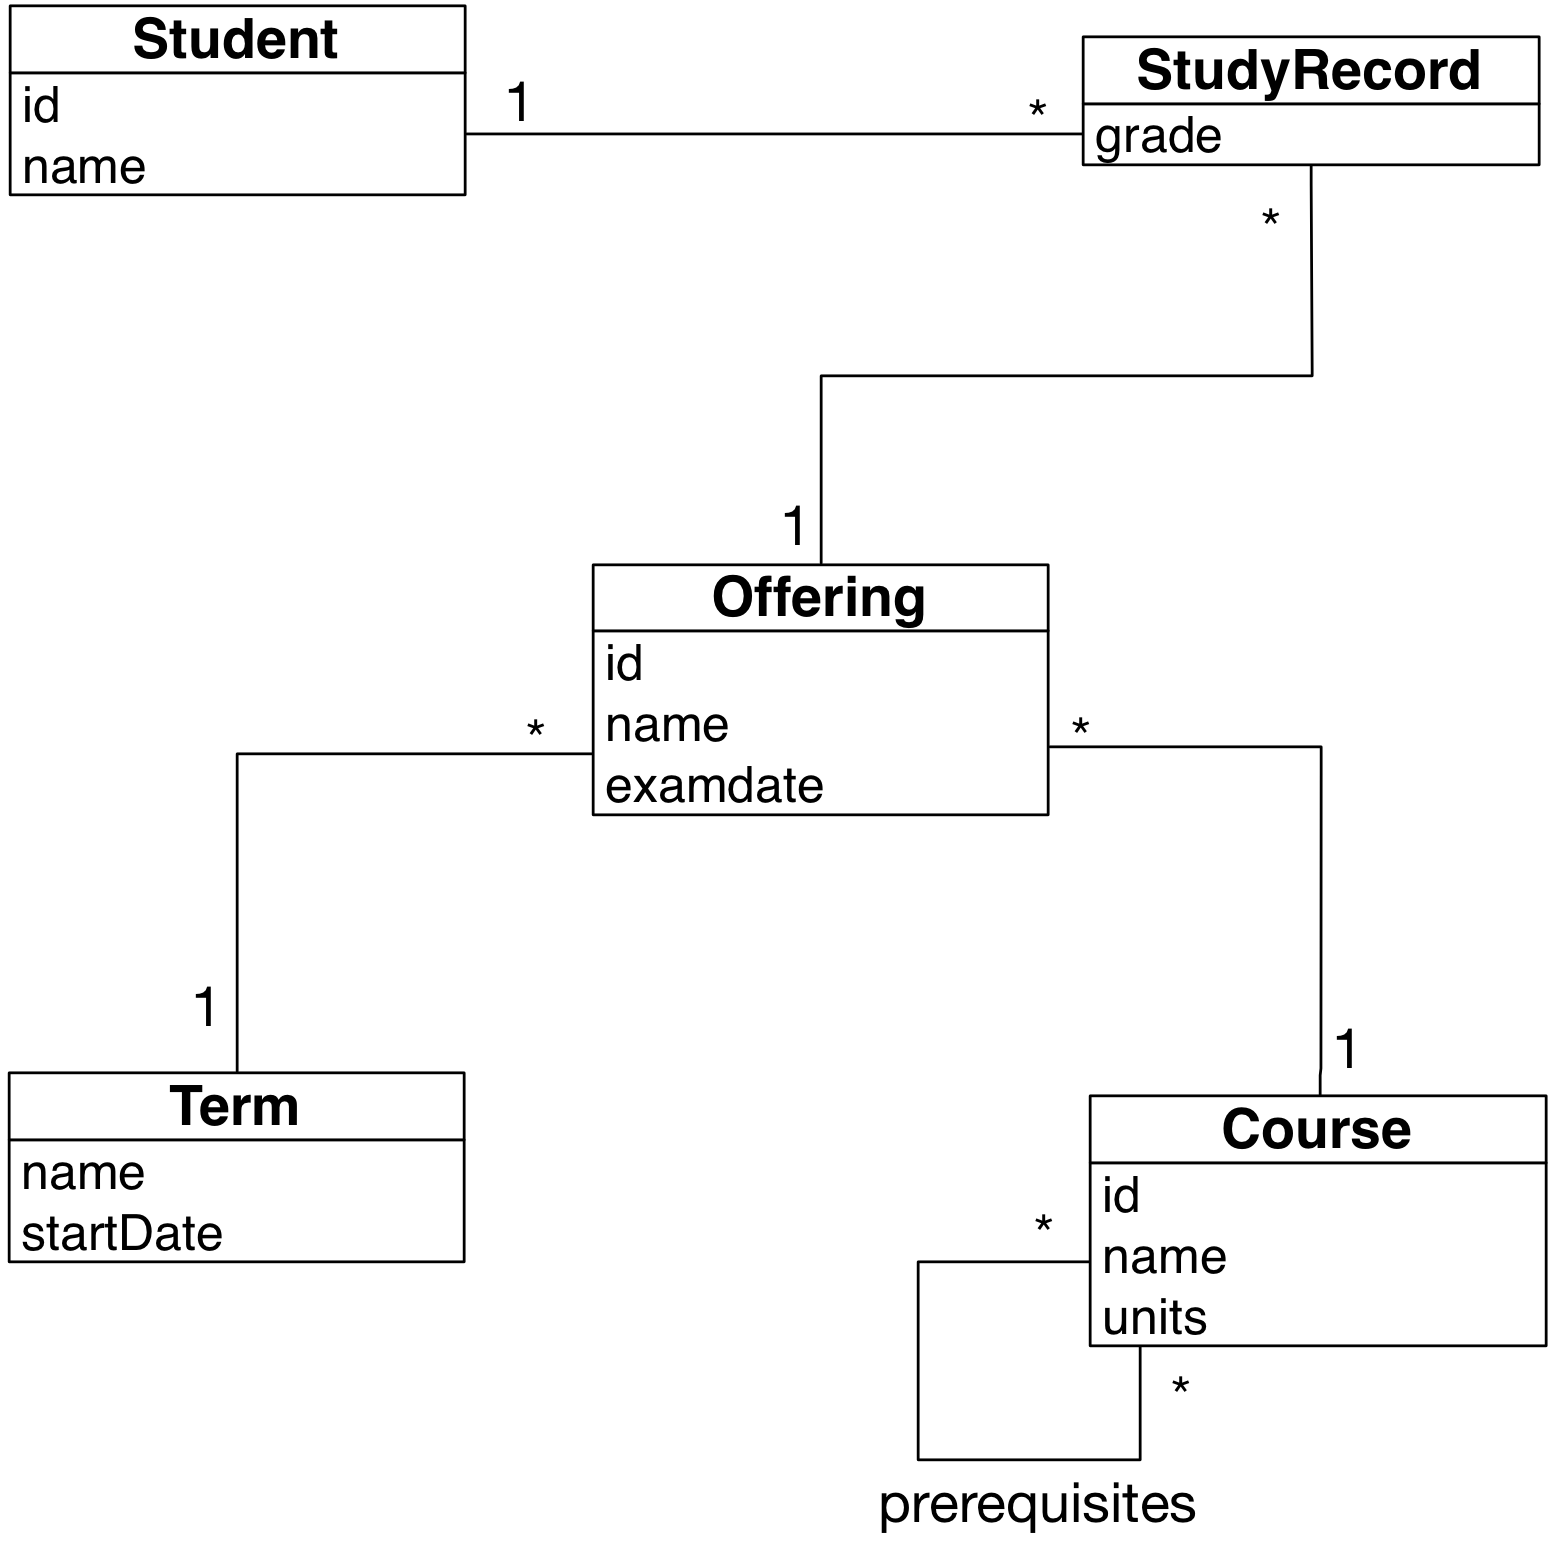 Student
id
name
1
*
StudyRecord
grade
*
1
Offering
id
name
examdate
*
*
1
Term
name
startDate
1
Course
id
name
units
*
*
prerequisites